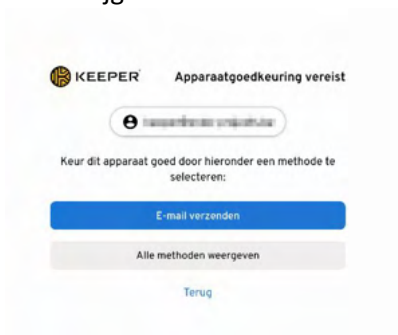 KEEPER Apparaatgoedkeuring vereist
Keur dit apparaat goed door hieronder een methode te
selecteren:
E-mail verzenden
Alle methoden weergeven
Terug